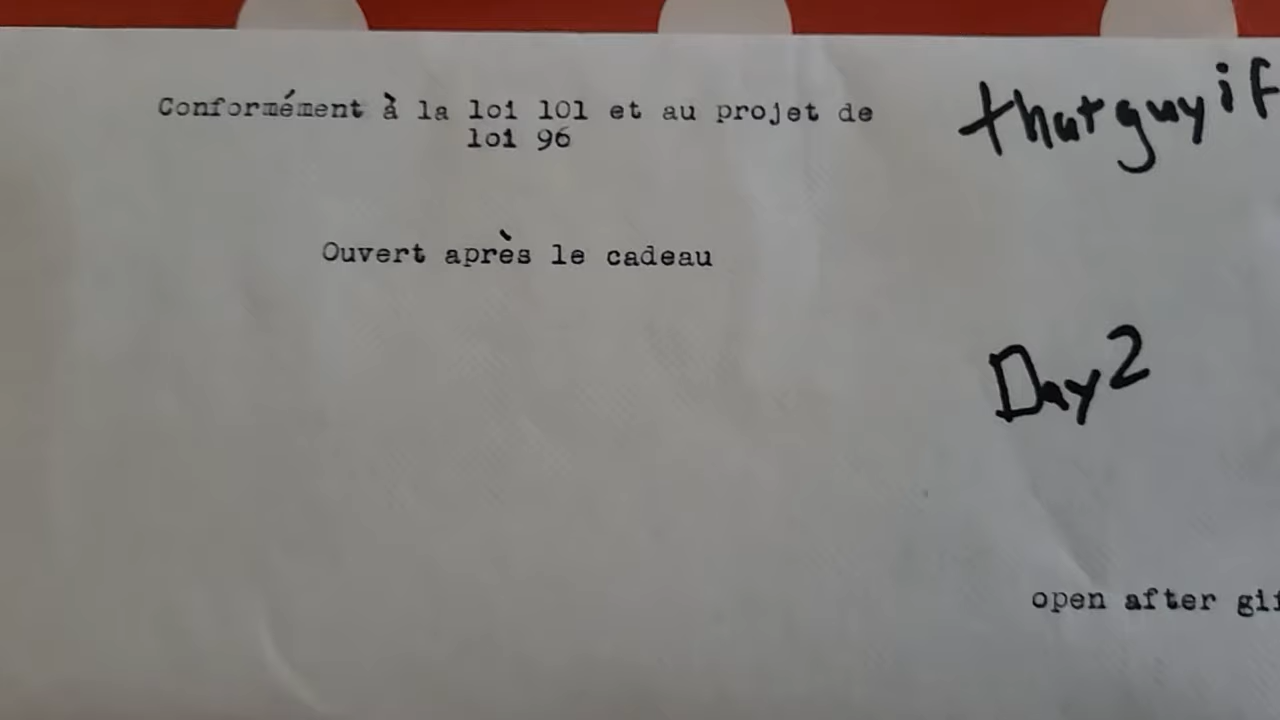 Conformément à la loi 101 et au projet de
loi 96
thatguyif
Ouvert après le cadeau
Day 2
open after gif